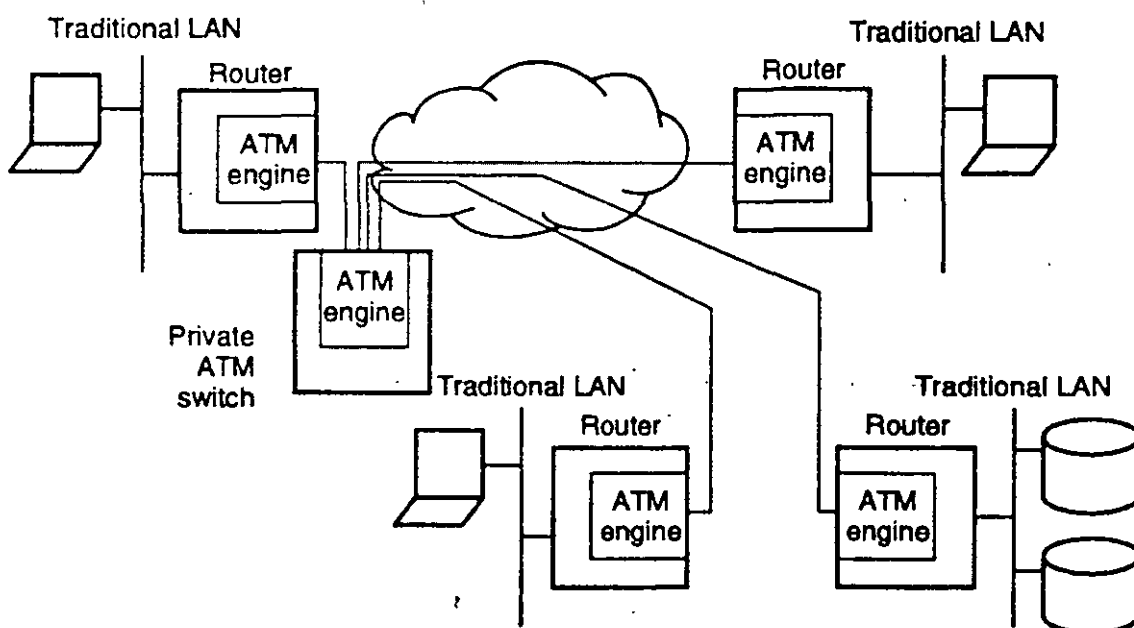 Traditional LAN
Router
ATM
engine
Traditional LAN
Router
ATM
engine
ATM
engine
Private
ATM
switch
Traditional LAN
Router
ATM
engine
Traditional LAN
Router
ATM
engine